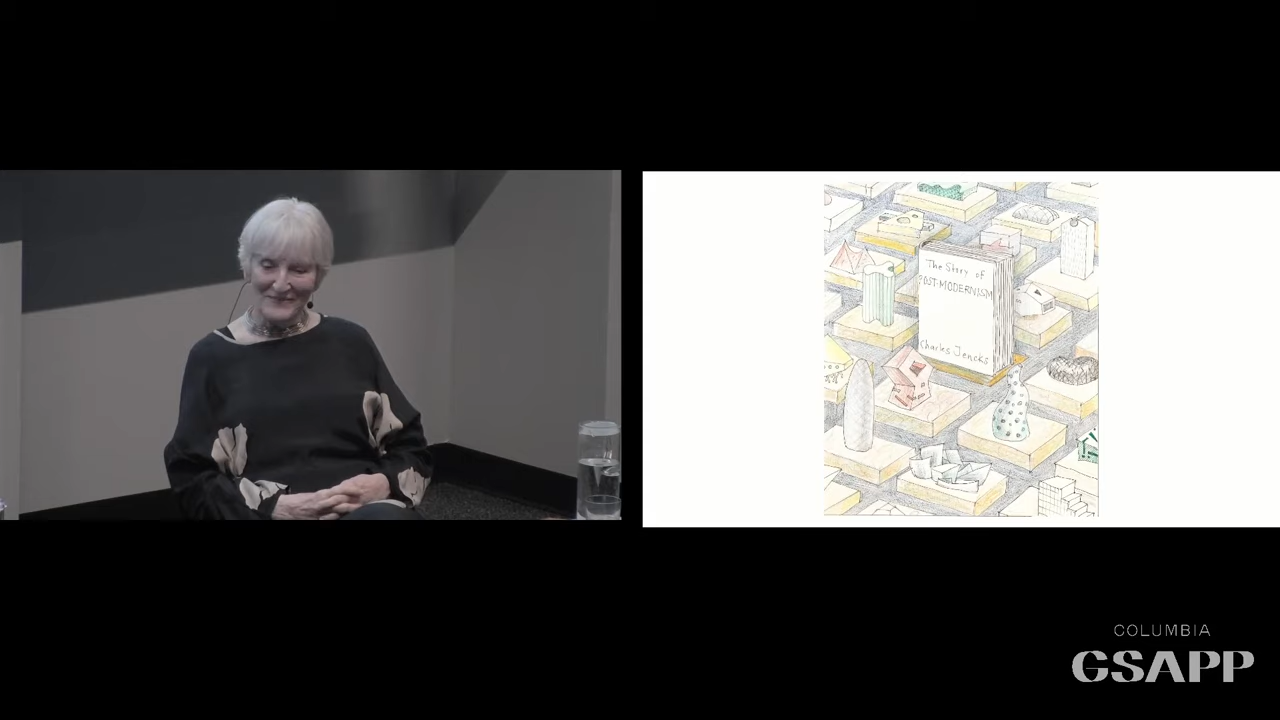 The Story of
POST-MODERNISM
Charles Jencks
COLUMBIA
GSAPP